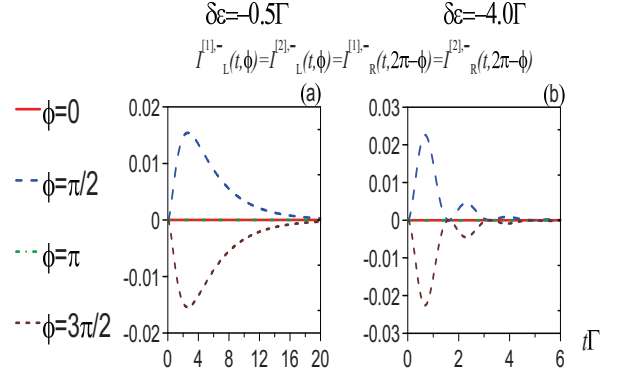 δε=-0.5Γ δε=-4.0Γ
I^{[1],-}_L(t,ϕ)=I^{[2],-}_L(t,ϕ)=I^{[1],-}_R(t,2π-ϕ)=I^{[2],-}_R(t,2π-ϕ)
(a) (b)
ϕ=0
ϕ=π/2
ϕ=π
ϕ=3π/2
0.02
0.01
0
-0.01
-0.02
0 4 8 12 16 20
0.03
0.02
0.01
0
-0.01
-0.02
-0.03
0 2 4 6
tΓ